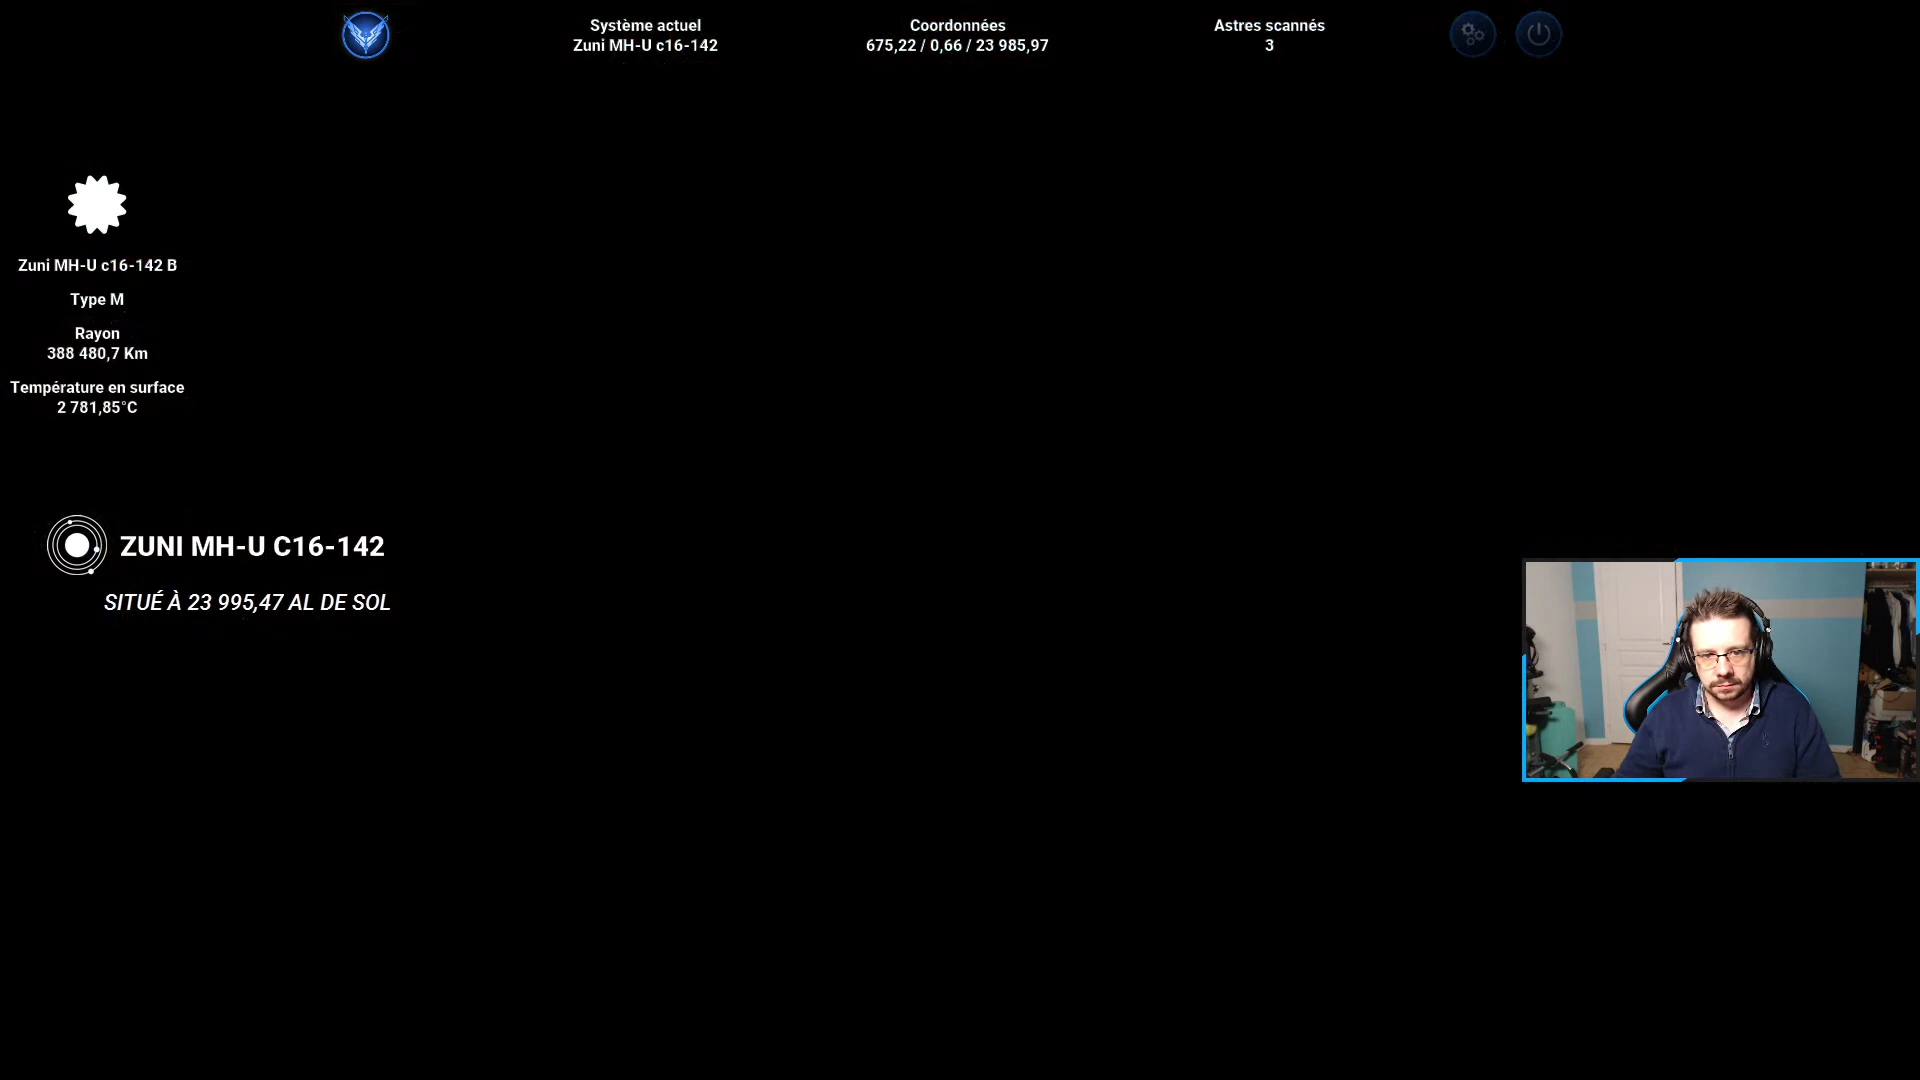 Système actuel
Zuni MH-U c16-142
Coordonnées
675,22 / 0,66 / 23 985,97
Astres scannés
3
Zuni MH-U c16-142 B
Type M
Rayon
388 480,7 Km
Température en surface
2 781,85°C
ZUNI MH-U C16-142
SITUÉ À 23 995,47 AL DE SOL